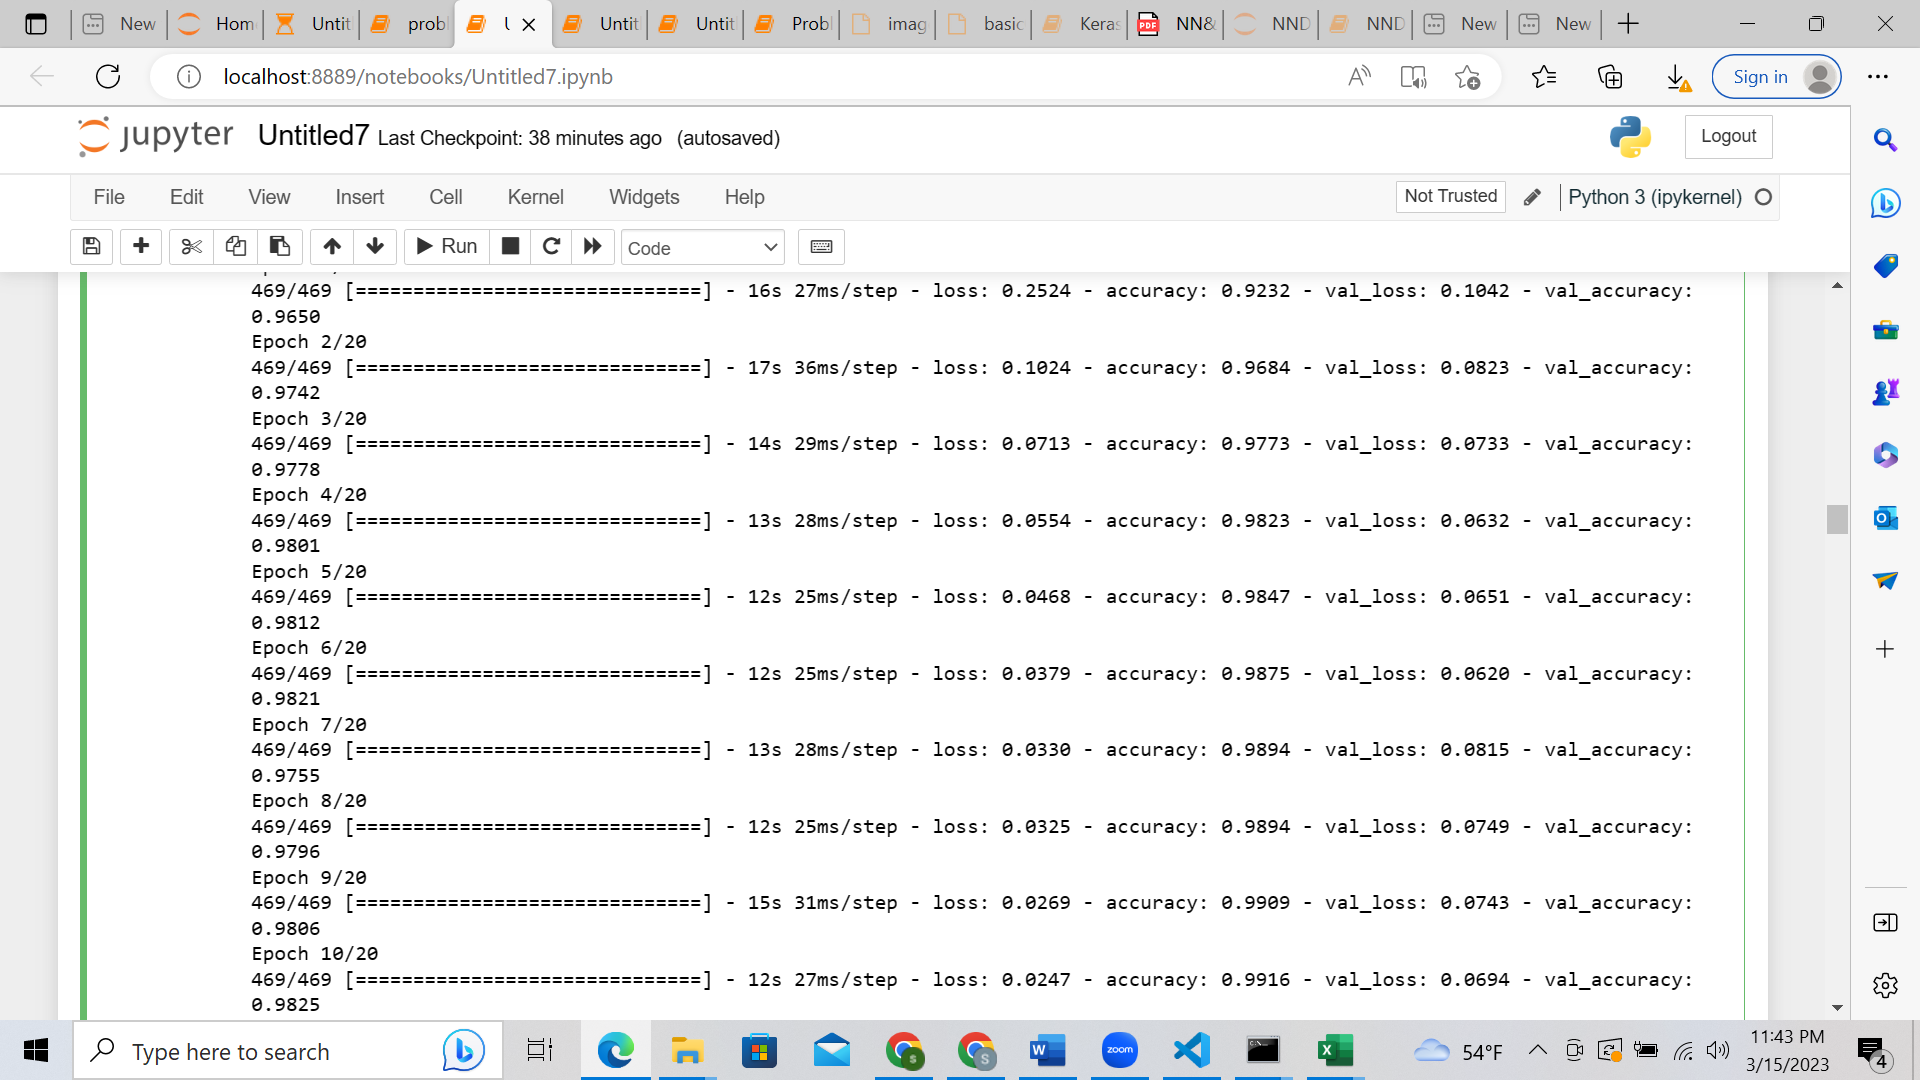 New
Hom
Untit
probl
U
Untit
Untitl
Probl
imag
basic
Keras
NN&
NND
NND
New
New
localhost:8889/notebooks/Untitled7.ipynb
Sign in
jupyter Untitled7 Last Checkpoint: 38 minutes ago (autosaved)
Logout
File Edit View Insert Cell Kernel Widgets Help
Not Trusted
Python 3 (ipykernel)
Run
Code
469/469 [==============================] - 16s 27ms/step - loss: 0.2524 - accuracy: 0.9232 - val_loss: 0.1042 - val_accuracy:
0.9650
Epoch 2/20
469/469 [==============================] - 17s 36ms/step - loss: 0.1024 - accuracy: 0.9684 - val_loss: 0.0823 - val_accuracy:
0.9742
Epoch 3/20
469/469 [==============================] - 14s 29ms/step - loss: 0.0713 - accuracy: 0.9773 - val_loss: 0.0733 - val_accuracy:
0.9778
Epoch 4/20
469/469 [==============================] - 13s 28ms/step - loss: 0.0554 - accuracy: 0.9823 - val_loss: 0.0632 - val_accuracy:
0.9801
Epoch 5/20
469/469 [==============================] - 12s 25ms/step - loss: 0.0468 - accuracy: 0.9847 - val_loss: 0.0651 - val_accuracy:
0.9812
Epoch 6/20
469/469 [==============================] - 12s 25ms/step - loss: 0.0379 - accuracy: 0.9875 - val_loss: 0.0620 - val_accuracy:
0.9821
Epoch 7/20
469/469 [==============================] - 13s 28ms/step - loss: 0.0330 - accuracy: 0.9894 - val_loss: 0.0815 - val_accuracy:
0.9755
Epoch 8/20
469/469 [==============================] - 12s 25ms/step - loss: 0.0325 - accuracy: 0.9894 - val_loss: 0.0749 - val_accuracy:
0.9796
Epoch 9/20
469/469 [==============================] - 15s 31ms/step - loss: 0.0269 - accuracy: 0.9909 - val_loss: 0.0743 - val_accuracy:
0.9806
Epoch 10/20
469/469 [==============================] - 12s 27ms/step - loss: 0.0247 - accuracy: 0.9916 - val_loss: 0.0694 - val_accuracy:
0.9825
Type here to search
zoom
54°F
11:43 PM
3/15/2023
4